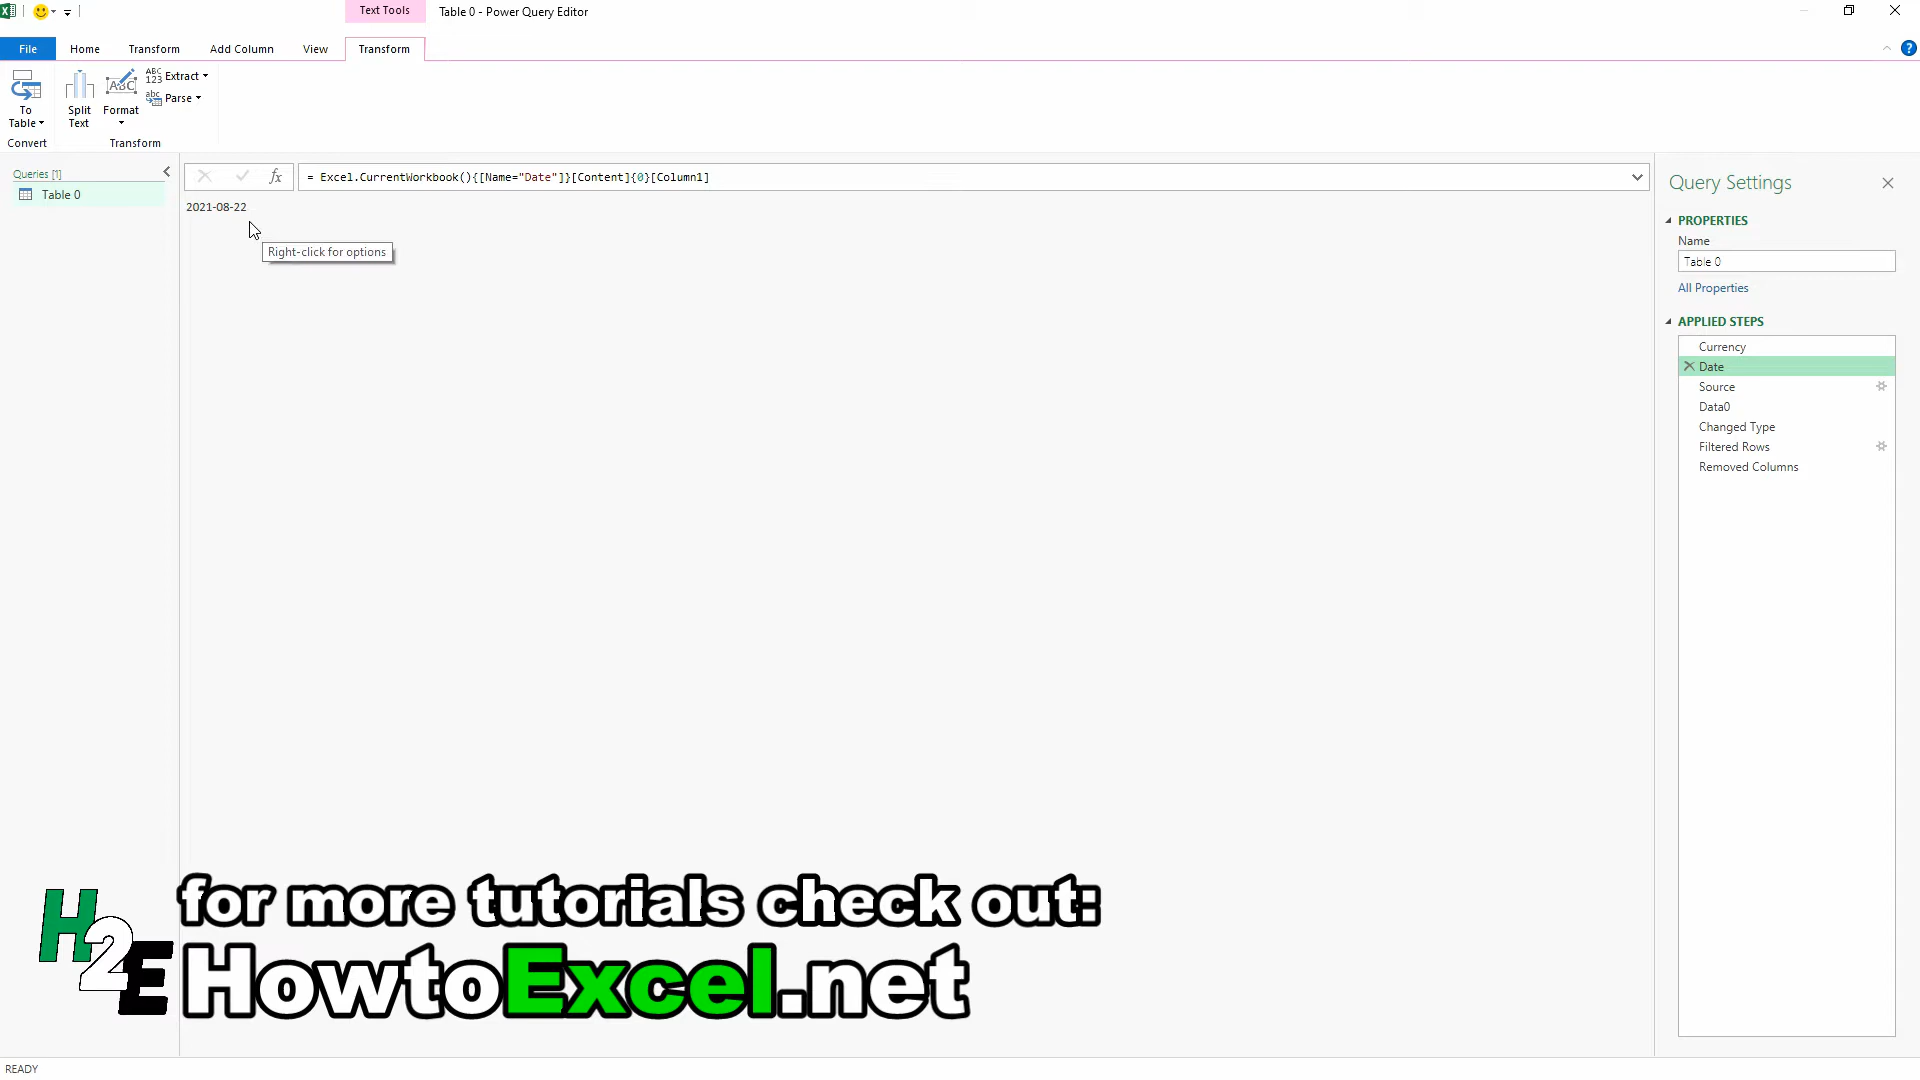 Text Tools
Table 0 - Power Query Editor
File
Home
Transform
Add Column
View
Transform
To
Table
Convert
Split
Text
Format
Extract
Parse
Transform
Queries [1]
Table 0
fx
= Excel.CurrentWorkbook(){[Name="Date"]}[Content]{0}[Column1]
2021-08-22
Right-click for options
Query Settings
PROPERTIES
Name
Table 0
All Properties
APPLIED STEPS
Currency
Date
Source
Data0
Changed Type
Filtered Rows
Removed Columns
H2E
for more tutorials check out:
HowtoExcel.net
READY